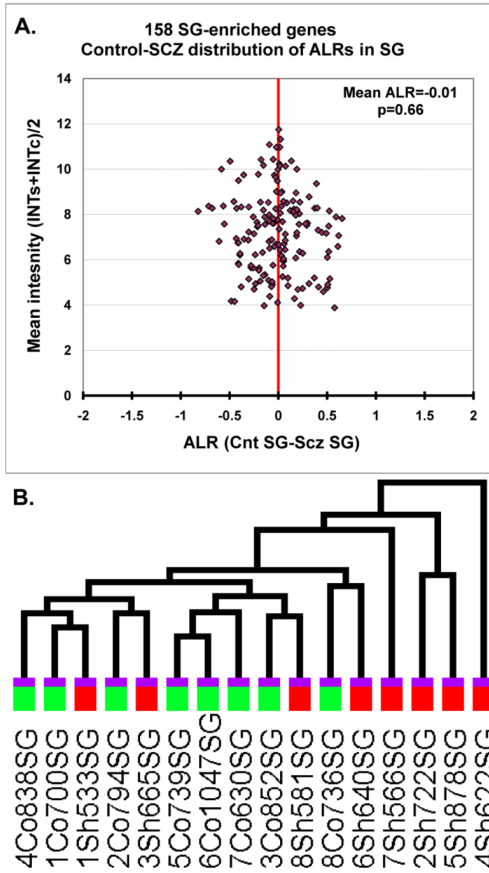 A.
158 SG-enriched genes
Control-SCZ distribution of ALRs in SG
Mean ALR=-0.01
p=0.66
Mean intesnity (INTs+INTc)/2
14
12
10
8
6
4
2
0
-2 -1.5 -1 -0.5 0 0.5 1 1.5 2
ALR (Cnt SG-Scz SG)
B.
4Co838SG
1Co700SG
1Sh533SG
2Co794SG
3Sh665SG
5Co739SG
6Co1047SG
7Co630SG
3Co852SG
8Sh581SG
8Co736SG
6Sh640SG
7Sh566SG
2Sh722SG
5Sh878SG
4Sh622SG